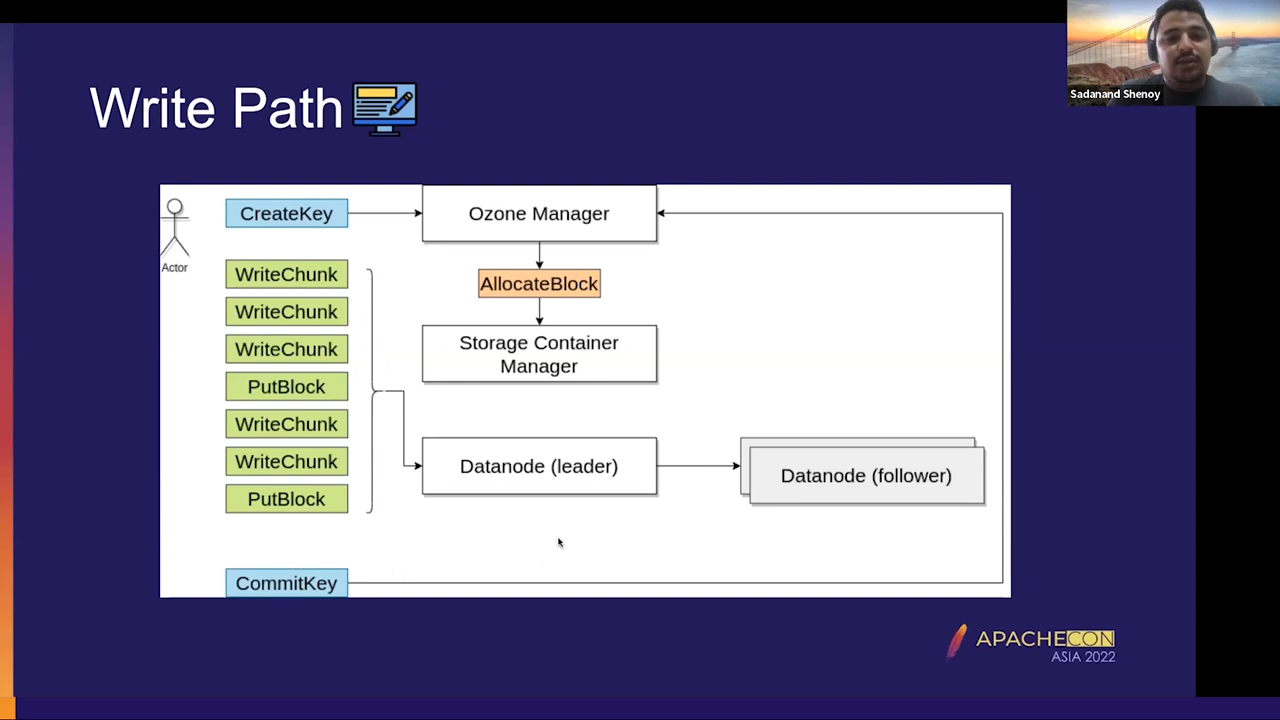 Sadanand Shenoy
Write Path
CreateKey
Ozone Manager
Actor
WriteChunk
AllocateBlock
WriteChunk
WriteChunk
Storage Container
Manager
PutBlock
WriteChunk
WriteChunk
Datanode (leader)
Datanode (follower)
PutBlock
CommitKey
APACHECON
ASIA 2022